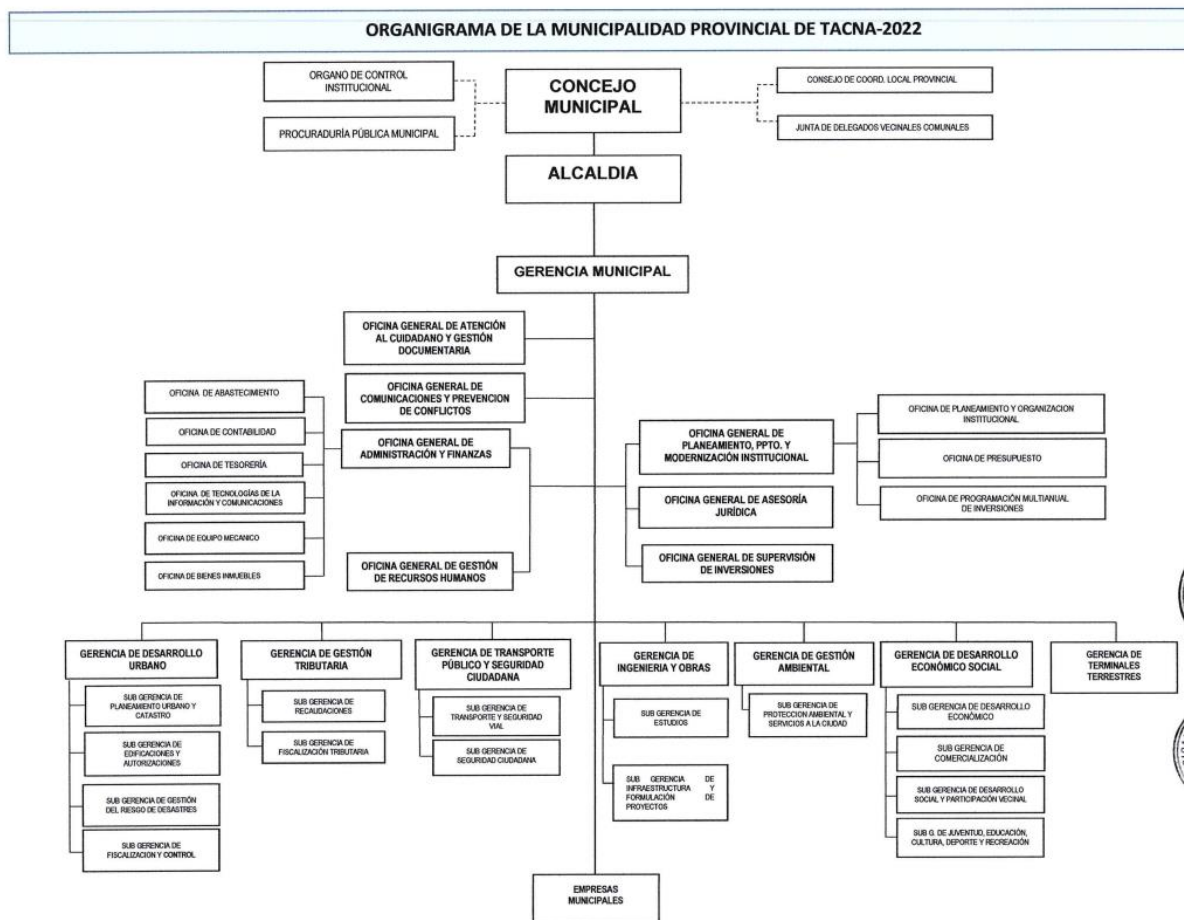 ORGANIGRAMA DE LA MUNICIPALIDAD PROVINCIAL DE TACNA-2022
ORGANO DE CONTROL
INSTITUCIONAL
PROCURADURÍA PÚBLICA MUNICIPAL
CONCEJO
MUNICIPAL
CONSEJO DE COORD. LOCAL PROVINCIAL
JUNTA DE DELEGADOS VECINALES COMUNALES
ALCALDIA
GERENCIA MUNICIPAL
OFICINA GENERAL DE ATENCIÓN
AL CUIDADANO Y GESTIÓN
DOCUMENTARIA
OFICINA GENERAL DE
COMUNICACIONES Y PREVENCION
DE CONFLICTOS
OFICINA GENERAL DE
ADMINISTRACIÓN Y FINANZAS
OFICINA DE ABASTECIMIENTO
OFICINA DE CONTABILIDAD
OFICINA DE TESORERÍA
OFICINA DE TECNOLOGÍAS DE LA
INFORMACIÓN Y COMUNICACIONES
OFICINA DE EQUIPO MECANICO
OFICINA DE BIENES INMUEBLES
OFICINA GENERAL DE GESTIÓN
DE RECURSOS HUMANOS
OFICINA GENERAL DE
PLANEAMIENTO, PPTO. Y
MODERNIZACIÓN INSTITUCIONAL
OFICINA DE PLANEAMIENTO Y ORGANIZACION
INSTITUCIONAL
OFICINA DE PRESUPUESTO
OFICINA DE PROGRAMACIÓN MULTIANUAL
DE INVERSIONES
OFICINA GENERAL DE ASESORÍA
JURÍDICA
OFICINA GENERAL DE SUPERVISIÓN
DE INVERSIONES
GERENCIA DE DESARROLLO
URBANO
SUB GERENCIA DE
PLANEAMIENTO URBANO Y
CATASTRO
SUB GERENCIA DE
EDIFICACIONES Y
AUTORIZACIONES
SUB GERENCIA DE GESTIÓN
DEL RIESGO DE DESASTRES
SUB GERENCIA DE
FISCALIZACION Y CONTROL
GERENCIA DE GESTIÓN
TRIBUTARIA
SUB GERENCIA DE
RECAUDACIONES
SUB GERENCIA DE
FISCALIZACIÓN TRIBUTARIA
GERENCIA DE TRANSPORTE
PÚBLICO Y SEGURIDAD
CIUDADANA
SUB GERENCIA DE
TRANSPORTE Y SEGURIDAD
VIAL
SUB GERENCIA DE
SEGURIDAD CIUDADANA
GERENCIA DE
INGENIERIA Y OBRAS
SUB GERENCIA DE
ESTUDIOS
SUB GERENCIA DE
INFRAESTRUCTURA Y
FORMULACIÓN DE
PROYECTOS
GERENCIA DE GESTIÓN
AMBIENTAL
SUB GERENCIA DE
PROTECCION AMBIENTAL Y
SERVICIOS A LA CIUDAD
GERENCIA DE DESARROLLO
ECONÓMICO SOCIAL
SUB GERENCIA DE DESARROLLO
ECONÓMICO
SUB GERENCIA DE
COMERCIALIZACIÓN
SUB GERENCIA DE DESARROLLO
SOCIAL Y PARTICIPACIÓN VECINAL
SUB G. DE JUVENTUD, EDUCACIÓN,
CULTURA, DEPORTE Y RECREACIÓN
GERENCIA DE
TERMINALES
TERRESTRES
EMPRESAS
MUNICIPALES